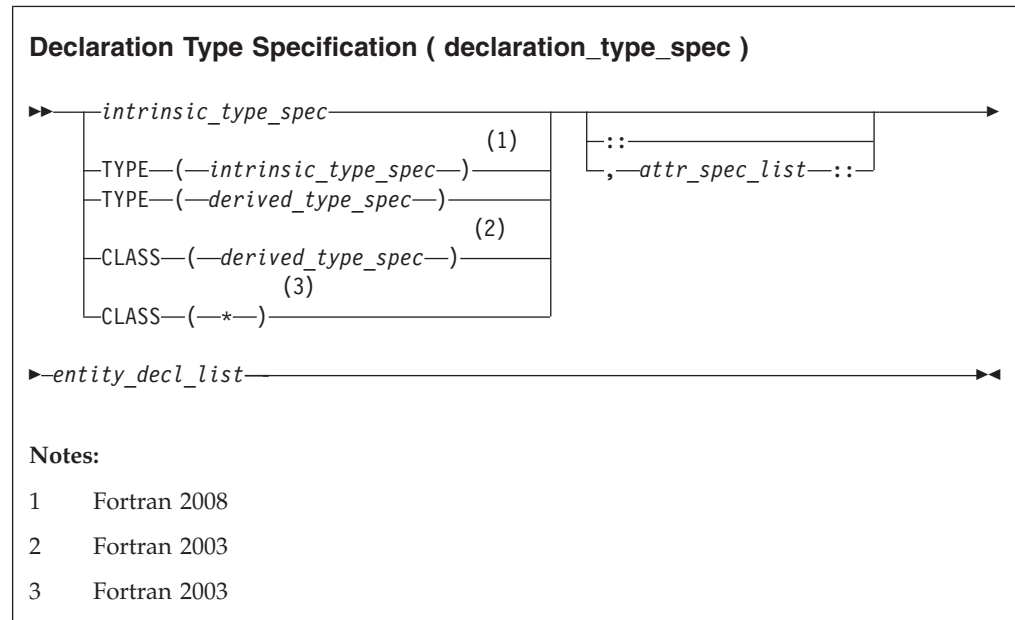 Declaration Type Specification ( declaration_type_spec )
intrinsic_type_spec
(1) ::
TYPE ( intrinsic_type_spec ) , attr_spec_list ::
TYPE ( derived_type_spec )
(2)
CLASS ( derived_type_spec )
(3)
CLASS ( * )
entity_decl_list
Notes:
1 Fortran 2008
2 Fortran 2003
3 Fortran 2003